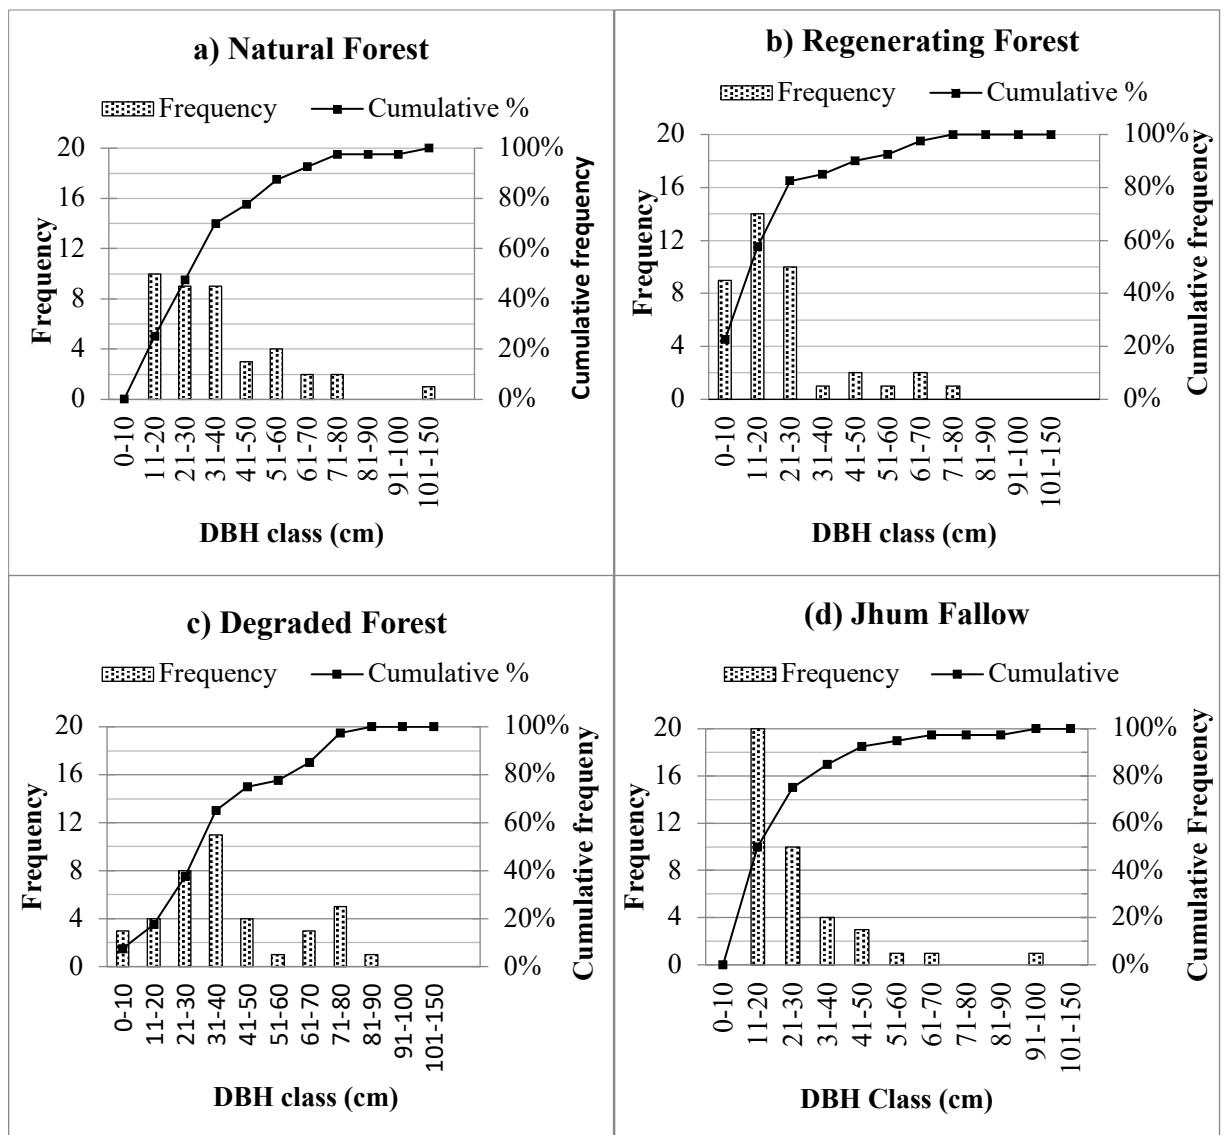 a) Natural Forest
Frequency Cumulative %
20 100%
16 80%
12 60%
8 40%
4 20%
0 0%
Frequency
Cumulative frequency
0-10 11-20 21-30 31-40 41-50 51-60 61-70 71-80 81-90 91-100 101-150
DBH class (cm)
b) Regenerating Forest
Frequency Cumulative %
20 100%
16 80%
12 60%
8 40%
4 20%
0 0%
Frequency
Cumulative frequency
0-10 11-20 21-30 31-40 41-50 51-60 61-70 71-80 81-90 91-100 101-150
DBH class (cm)
c) Degraded Forest
Frequency Cumulative %
20 100%
16 80%
12 60%
8 40%
4 20%
0 0%
Frequency
Cumulative frequeny
0-10 11-20 21-30 31-40 41-50 51-60 61-70 71-80 81-90 91-100 101-150
DBH class (cm)
(d) Jhum Fallow
Frequency Cumulative
20 100%
16 80%
12 60%
8 40%
4 20%
0 0%
Frequency
Cumulative Frequency
0-10 11-20 21-30 31-40 41-50 51-60 61-70 71-80 81-90 91-100 101-150
DBH Class (cm)